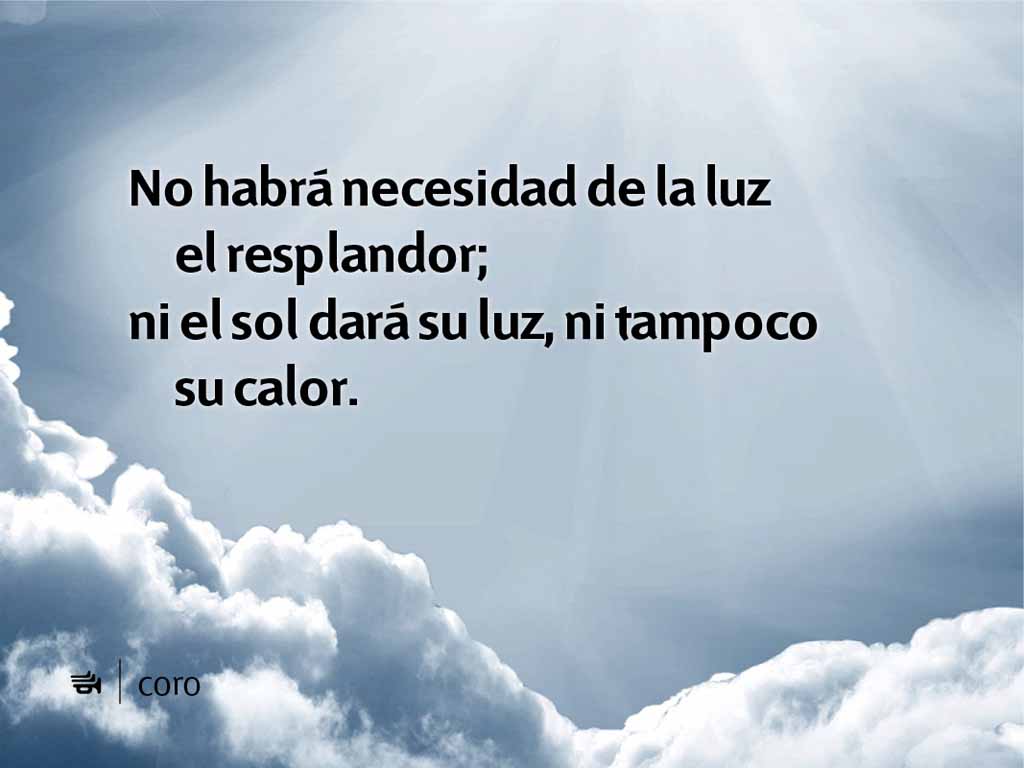 No habrá necesidad de la luz
el resplandor;
ni el sol dará su luz, ni tampoco
su calor.
coro